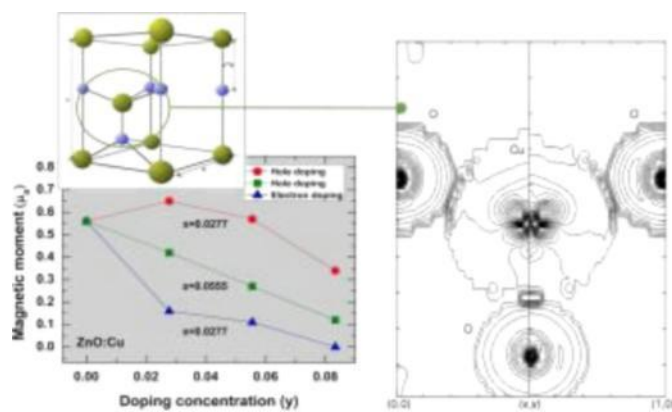 0.8
0.7
0.6
0.5
0.4
0.3
0.2
0.1
0.0
Magnetic moment (μB)
Hole doping
Hole doping
Electron doping
x=0.0277
x=0.0555
x=0.0277
ZnO:Cu
0.00 0.02 0.04 0.06 0.08
Doping concentration (y)
O
Cu
O
O
(0,0) (x,x) (1,0)